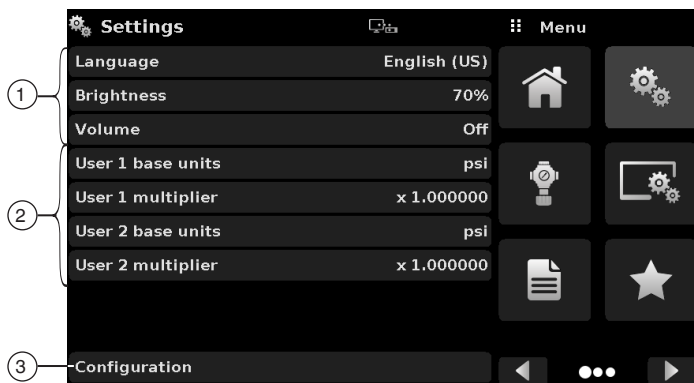 Settings
Menu
1
Language English (US)
Brightness 70%
Volume Off
2
User 1 base units psi
User 1 multiplier x 1.000000
User 2 base units psi
User 2 multiplier x 1.000000
3
Configuration